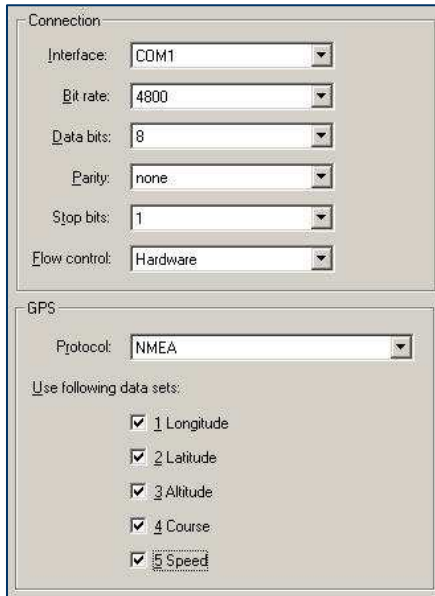 Connection
Interface: COM1
Bit rate: 4800
Data bits: 8
Parity: none
Stop bits: 1
Flow control: Hardware
GPS
Protocol: NMEA
Use following data sets:
1 Longitude
2 Latitude
3 Altitude
4 Course
5 Speed